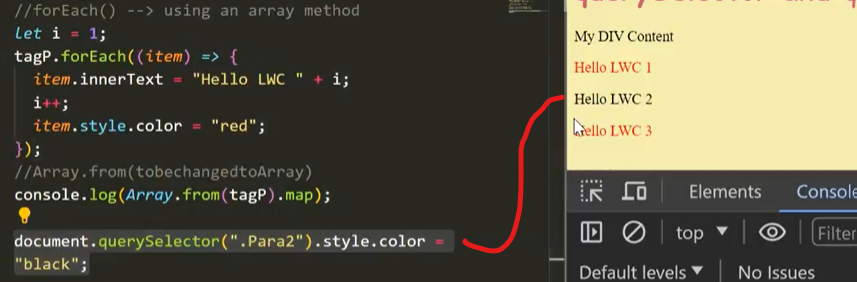 //forEach() --> using an array method
let i = 1;
tagP.forEach((item) => {
item.innerText = "Hello LWC " + i;
i++;
item.style.color = "red";
});
//Array.from(tobechangedtoArray)
console.log(Array.from(tagP).map);
document.querySelector(".Para2").style.color =
"black";
My DIV Content
Hello LWC 1
Hello LWC 2
Hello LWC 3
Elements
Console
top
Filter
Default levels
No Issues